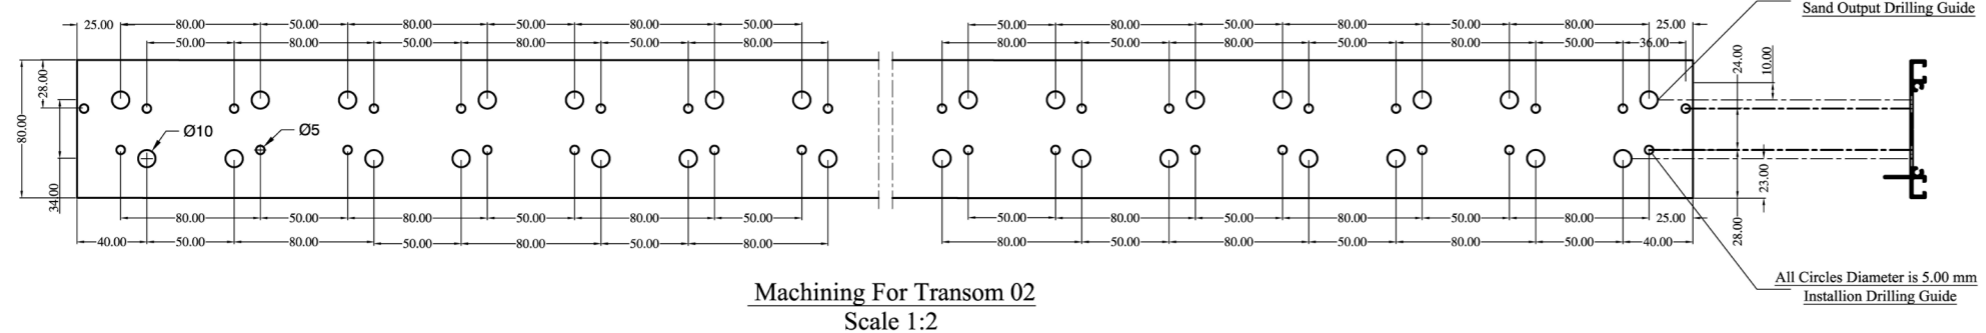 Sand Output Drilling Guide
25.00 80.00 50.00 80.00 50.00 80.00 50.00 50.00 80.00 50.00 80.00 50.00 80.00 25.00
50.00 80.00 50.00 80.00 50.00 80.00 80.00 50.00 80.00 50.00 80.00 50.00 36.00
28.00
24.00
10.00
80.00
Ø10
Ø5
34.00
23.00
28.00
80.00 50.00 80.00 50.00 80.00 50.00 50.00 80.00 50.00 80.00 50.00 80.00 25.00
40.00 50.00 80.00 50.00 80.00 50.00 80.00 80.00 50.00 80.00 50.00 80.00 50.00 40.00
All Circles Diameter is 5.00 mm
Installion Drilling Guide
Machining For Transom 02
Scale 1:2